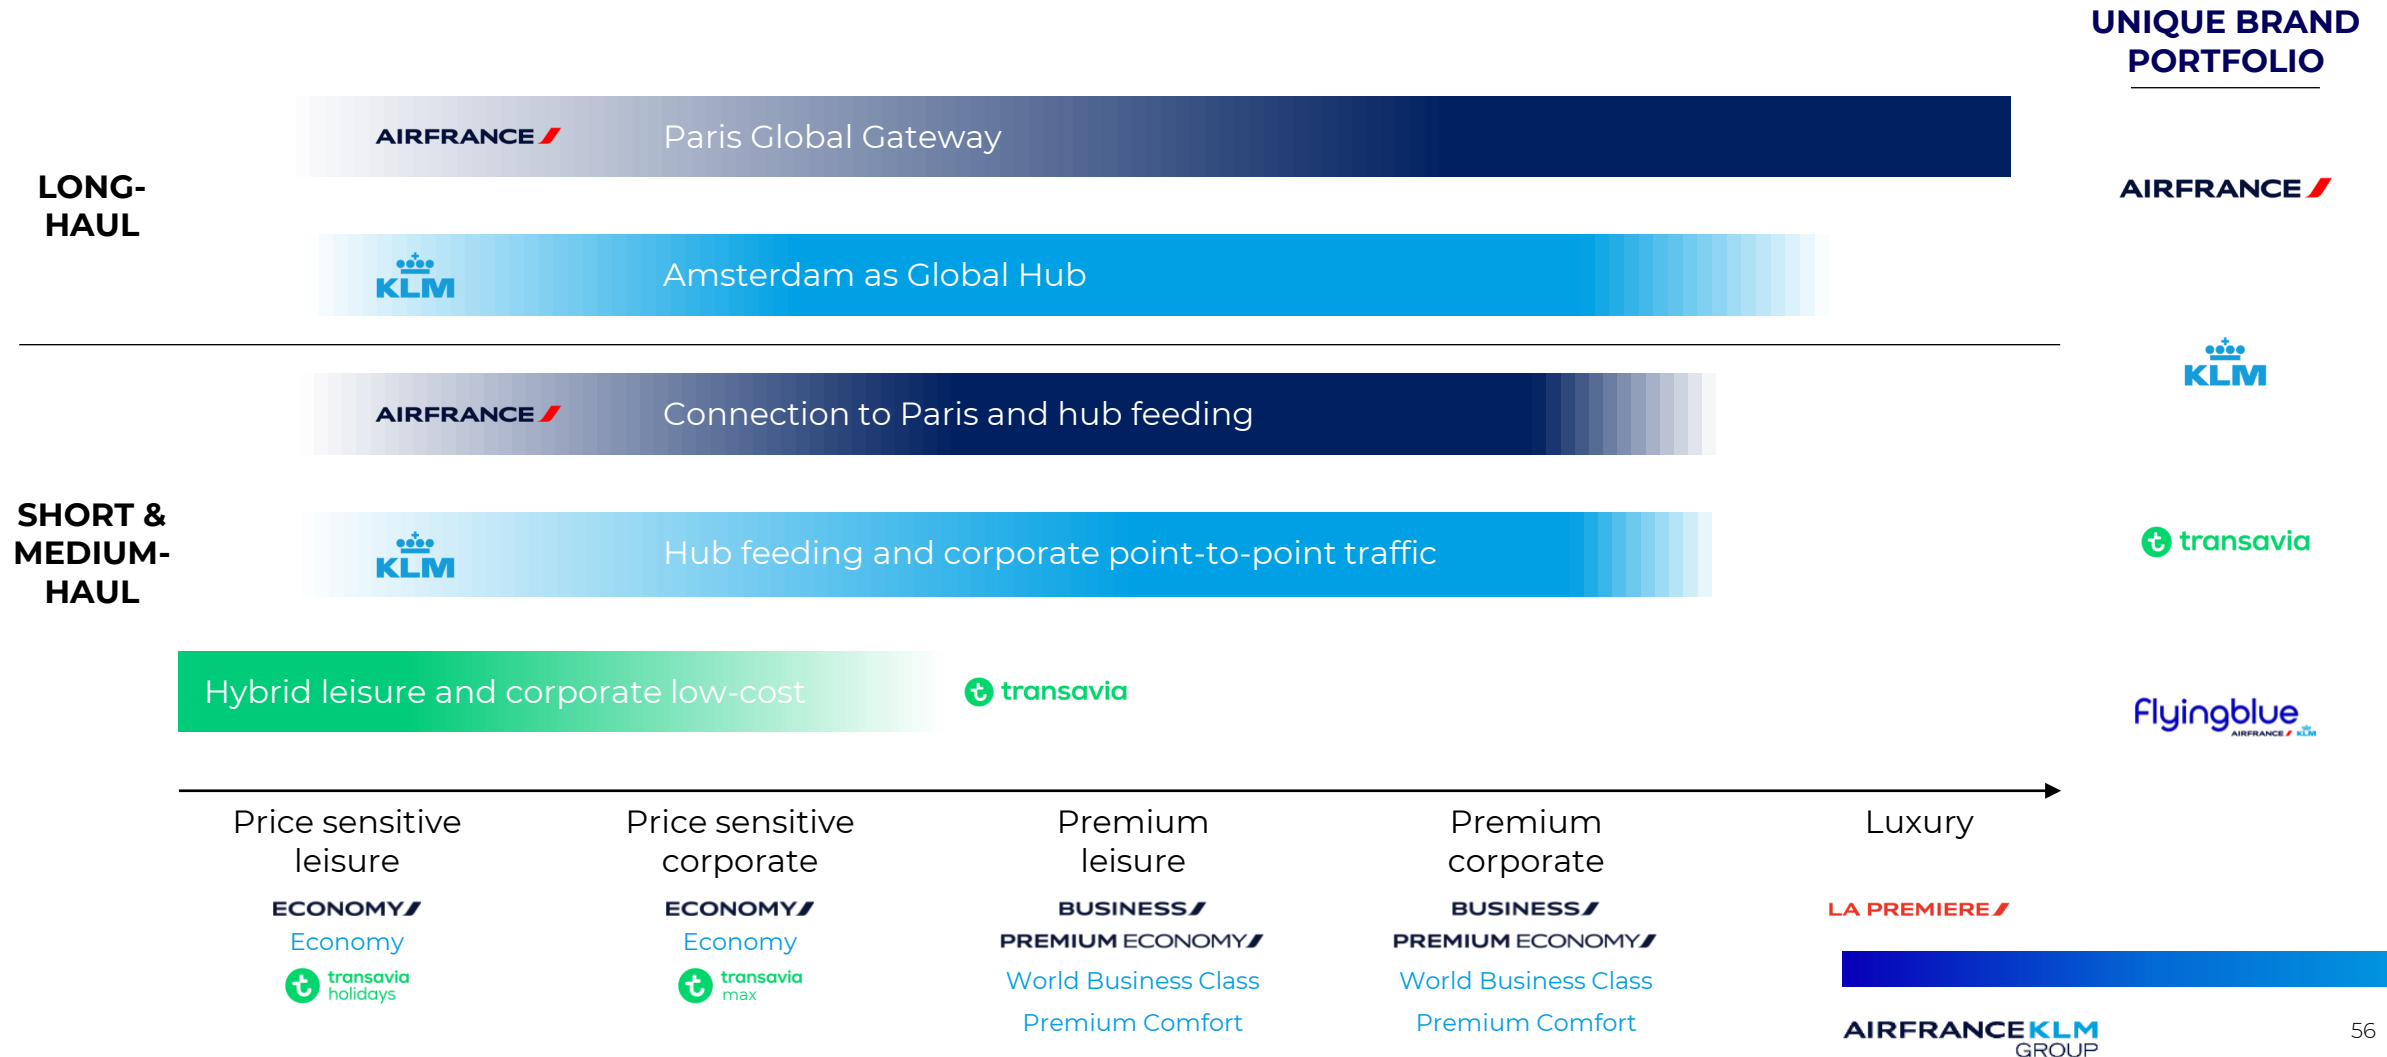 UNIQUE BRAND
PORTFOLIO
LONG-
HAUL
AIRFRANCE
Paris Global Gateway
AIRFRANCE
KLM
Amsterdam as Global Hub
KLM
SHORT &
MEDIUM-
HAUL
AIRFRANCE
Connection to Paris and hub feeding
KLM
Hub feeding and corporate point-to-point traffic
transavia
Hybrid leisure and corporate low-cost
transavia
Flyingblue
AIRFRANCE KLM
Price sensitive
leisure
ECONOMY
Economy
transavia
holidays
Price sensitive
corporate
ECONOMY
Economy
transavia
max
Premium
leisure
BUSINESS
PREMIUM ECONOMY
World Business Class
Premium Comfort
Premium
corporate
BUSINESS
PREMIUM ECONOMY
World Business Class
Premium Comfort
Luxury
LA PREMIERE
AIRFRANCEKLM
GROUP
56